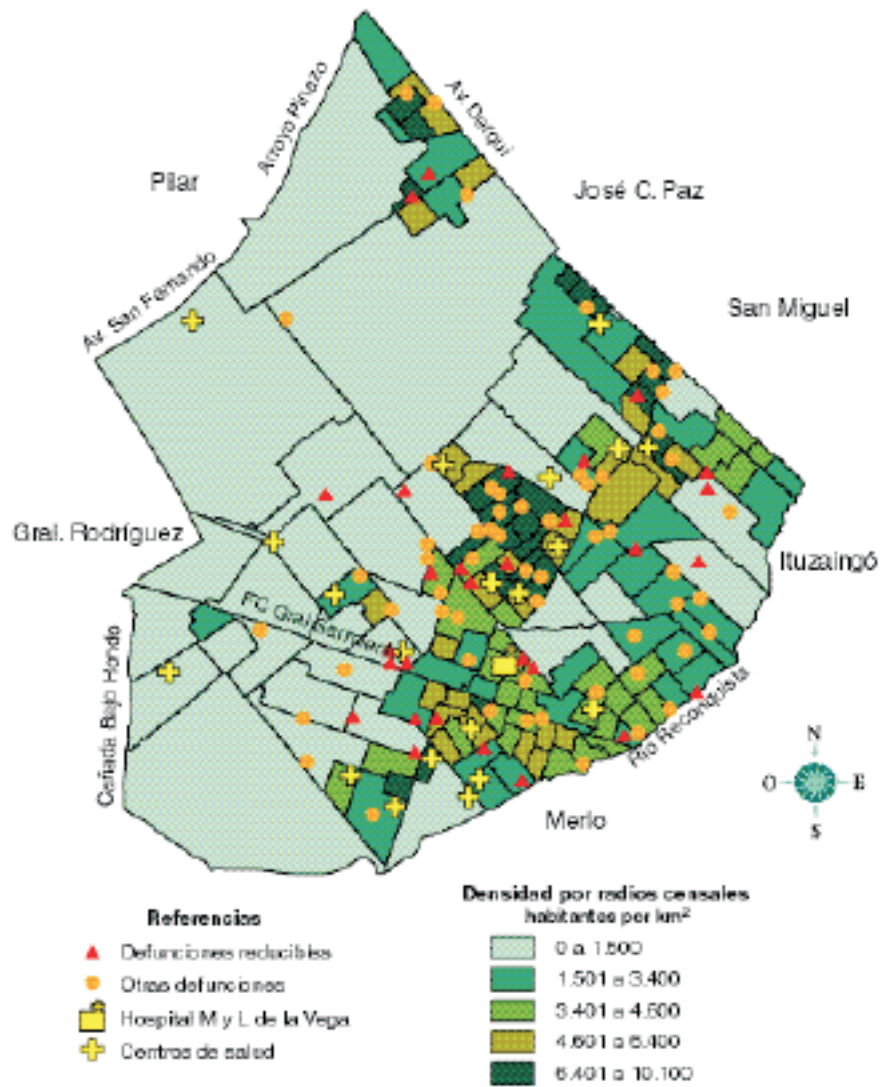 Arroyo Pinazo
Av. Derqui
Pilar
José C. Paz
Av. San Fernando
San Miguel
Gral. Rodríguez
Ituzaingó
FC Gral Sarmiento
Cañada Bajo Hondo
Río Reconquista
N
O
E
S
Merlo
Referencias
Defunciones reducibles
Otras defunciones
Hospital M y L de la Vega
Centros de salud
Densidad por radios censales
habitantes por km²
0 a 1.500
1.501 a 3.400
3.401 a 4.600
4.601 a 6.400
6.401 a 10.100